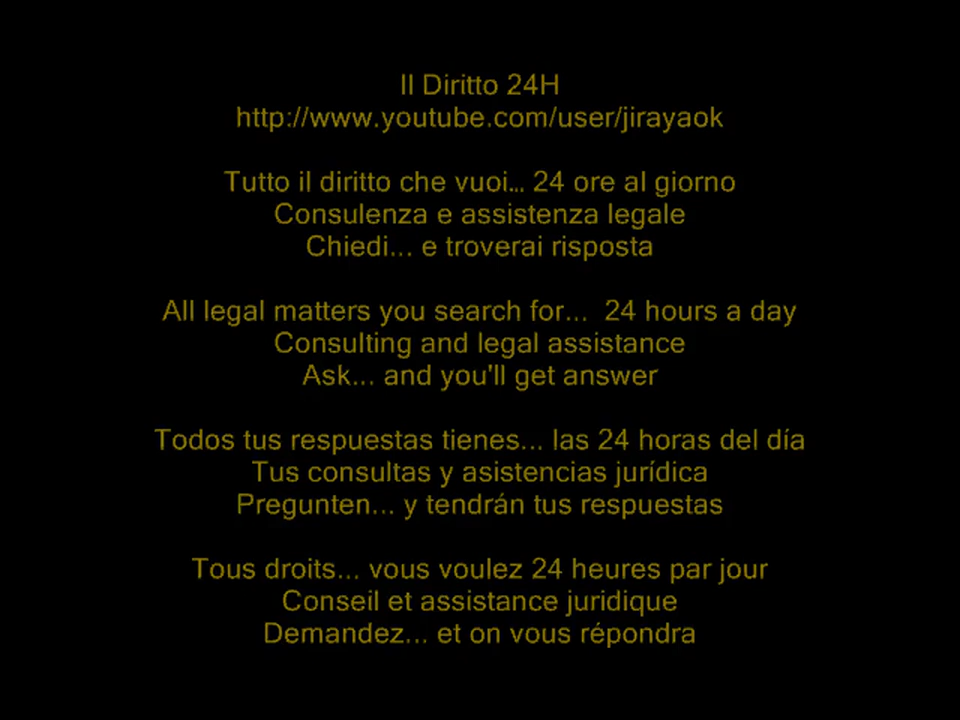 Il Diritto 24H
http://www.youtube.com/user/jirayaok
Tutto il diritto che vuoi... 24 ore al giorno
Consulenza e assistenza legale
Chiedi... e troverai risposta
All legal matters you search for...  24 hours a day
Consulting and legal assistance
Ask... and you'll get answer
Todos tus respuestas tienes... las 24 horas del día
Tus consultas y asistencias jurídica
Pregunten... y tendrán tus respuestas
Tous droits... vous voulez 24 heures par jour
Conseil et assistance juridique
Demandez... et on vous répondra